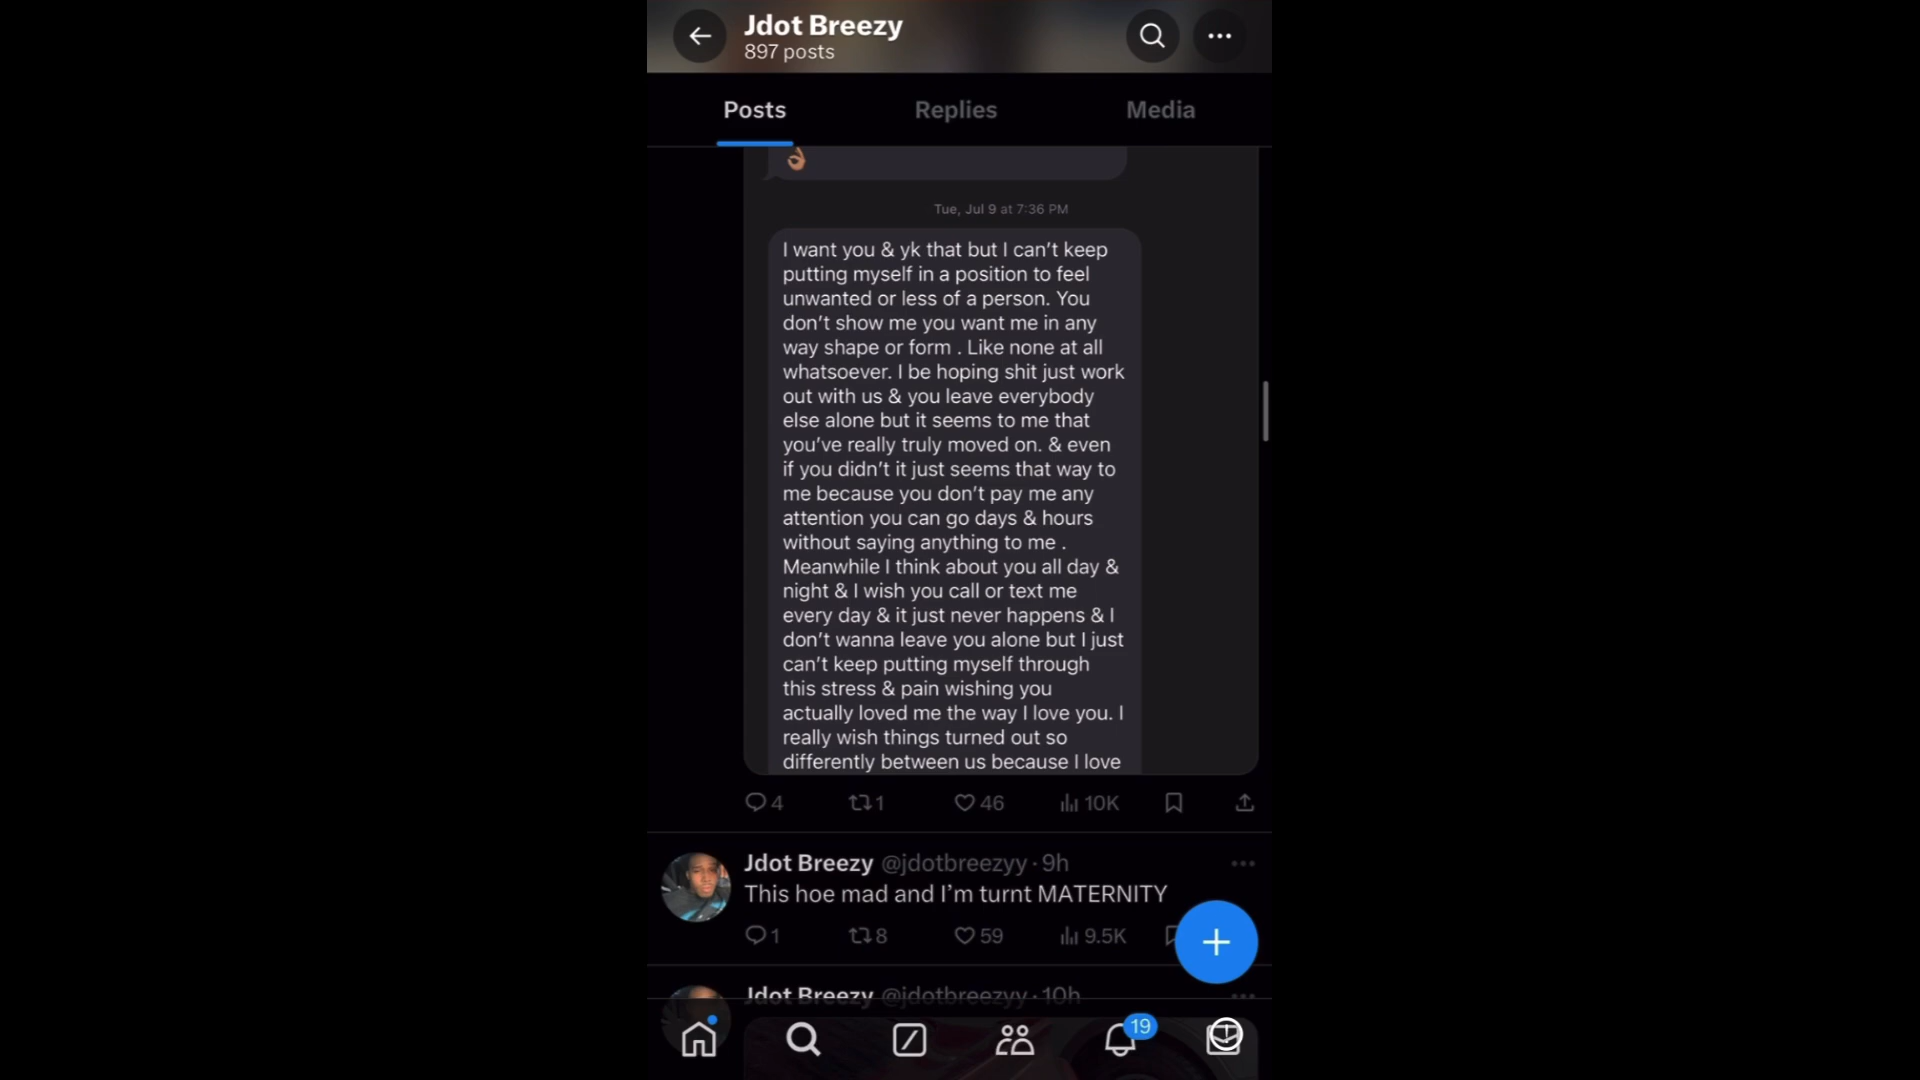 Jdot Breezy
897 posts
Posts Replies Media
Tue, Jul 9 at 7:36 PM
I want you & yk that but I can’t keep
putting myself in a position to feel
unwanted or less of a person. You
don’t show me you want me in any
way shape or form . Like none at all
whatsoever. I be hoping shit just work
out with us & you leave everybody
else alone but it seems to me that
you’ve really truly moved on. & even
if you didn’t it just seems that way to
me because you don’t pay me any
attention you can go days & hours
without saying anything to me .
Meanwhile I think about you all day &
night & I wish you call or text me
every day & it just never happens & I
don’t wanna leave you alone but I just
can’t keep putting myself through
this stress & pain wishing you
actually loved me the way I love you. I
really wish things turned out so
differently between us because I love
4 1 46 10K
Jdot Breezy @jdotbreezyy · 9h
This hoe mad and I’m turnt MATERNITY
1 8 59 9.5K
Jdot Breezy @jdotbreezyy · 10h
19